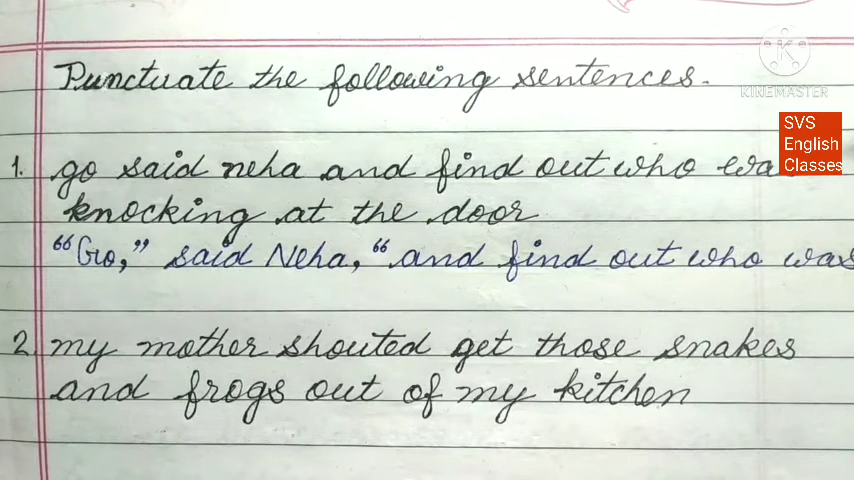 KINEMASTER
Punctuate the following sentences.
SVS
English
Classes
1. go said neha and find out who was
knocking at the door
“Go,” said Neha, “and find out who was
2. my mother shouted get those snakes
and frogs out of my kitchen